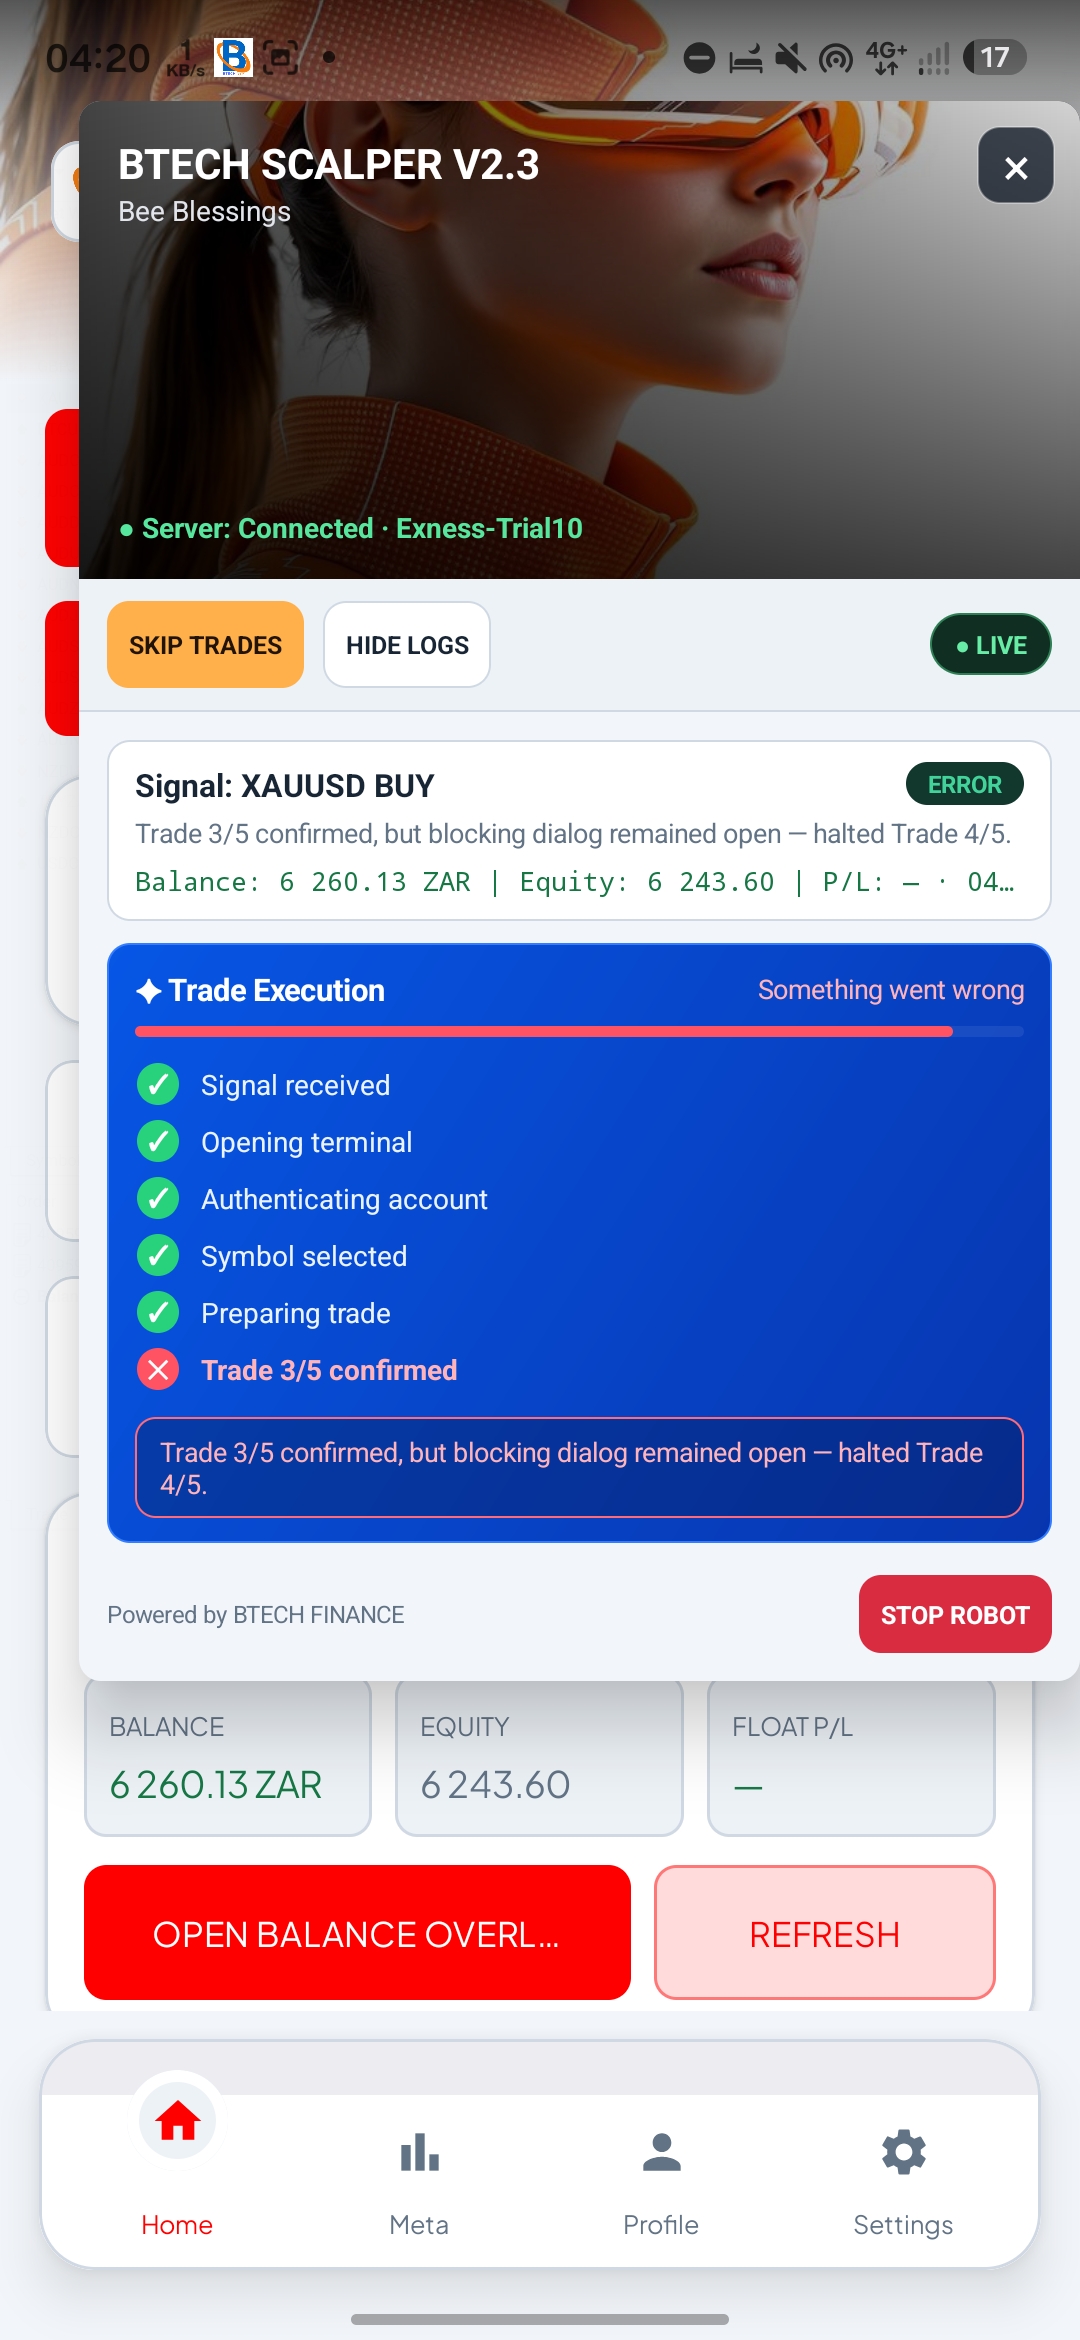 04:20
1
KB/s
B
4G+
17
BTECH SCALPER V2.3
Bee Blessings
● Server: Connected · Exness-Trial10
SKIP TRADES
HIDE LOGS
● LIVE
Signal: XAUUSD BUY
ERROR
Trade 3/5 confirmed, but blocking dialog remained open — halted Trade 4/5.
Balance: 6 260.13 ZAR | Equity: 6 243.60 | P/L: — · 04…
✦ Trade Execution
Something went wrong
Signal received
Opening terminal
Authenticating account
Symbol selected
Preparing trade
Trade 3/5 confirmed
Trade 3/5 confirmed, but blocking dialog remained open — halted Trade
4/5.
Powered by BTECH FINANCE
STOP ROBOT
BALANCE
EQUITY
FLOAT P/L
6 260.13 ZAR
6 243.60
—
OPEN BALANCE OVERL...
REFRESH
Home
Meta
Profile
Settings